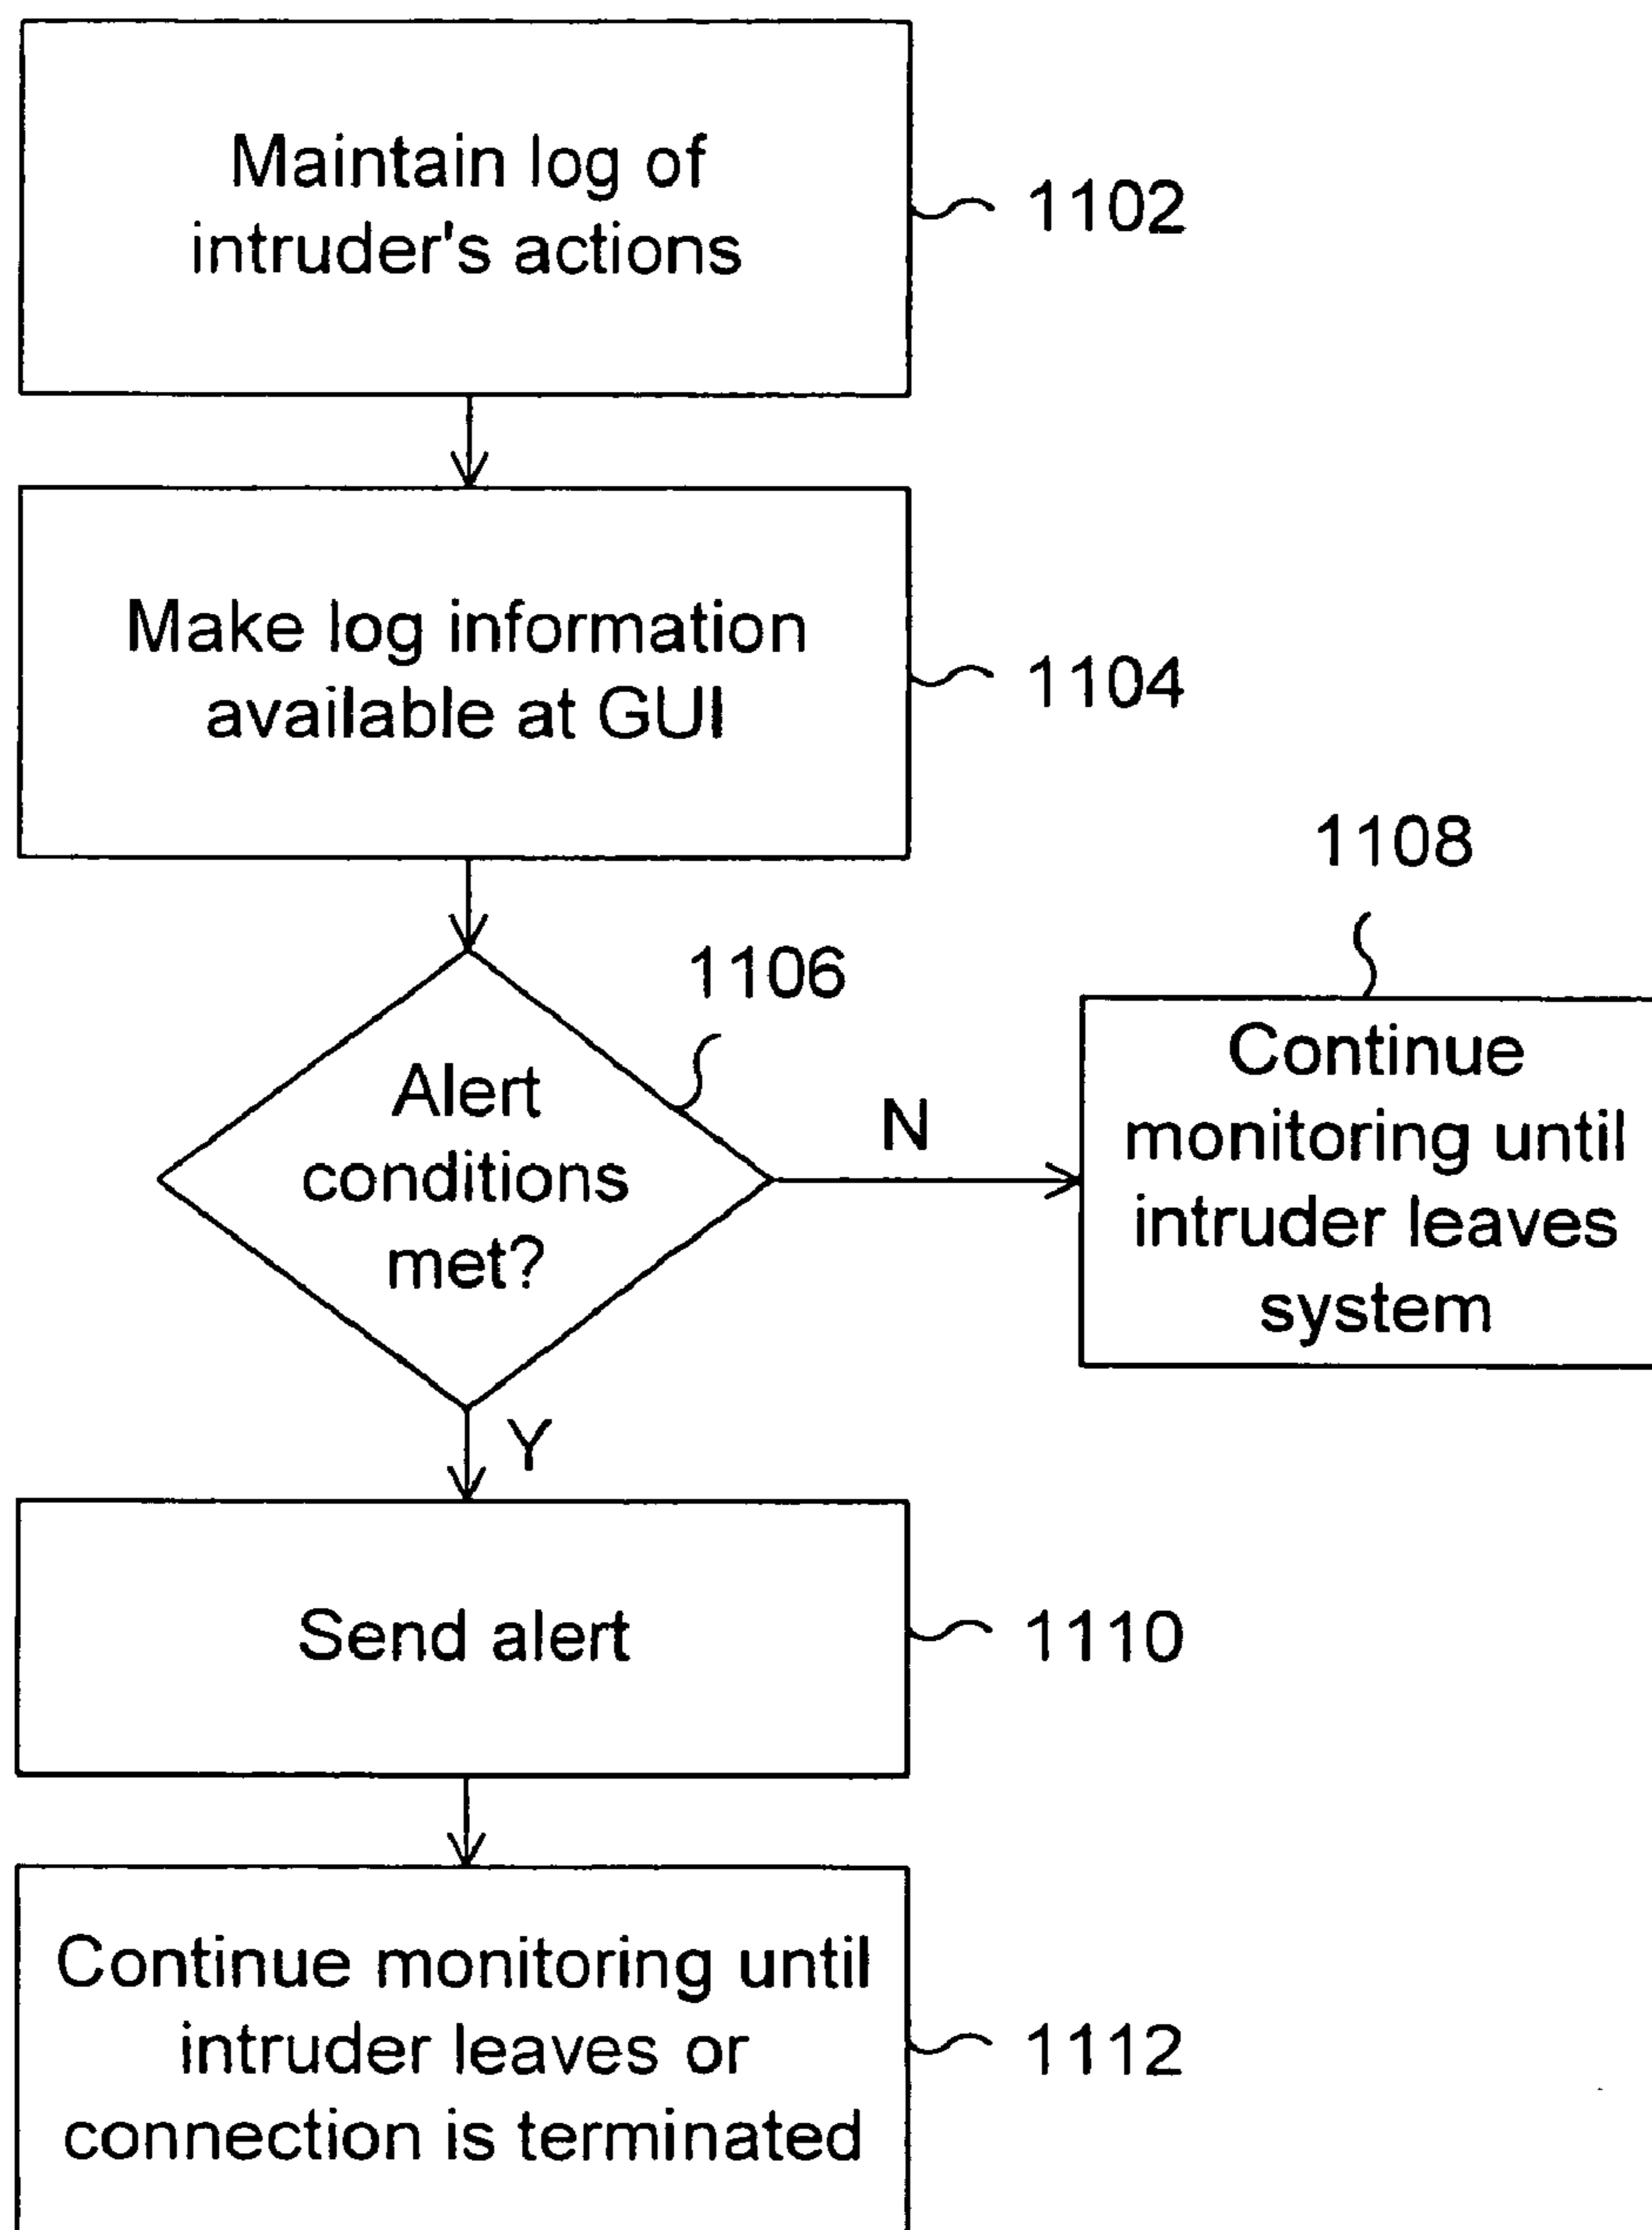 Maintain log of
intruder's actions
1102
Make log information
available at GUI
1104
1106
Alert
conditions
met?
N
1108
Continue
monitoring until
intruder leaves
system
Y
Send alert
1110
Continue monitoring until
intruder leaves or
connection is terminated
1112